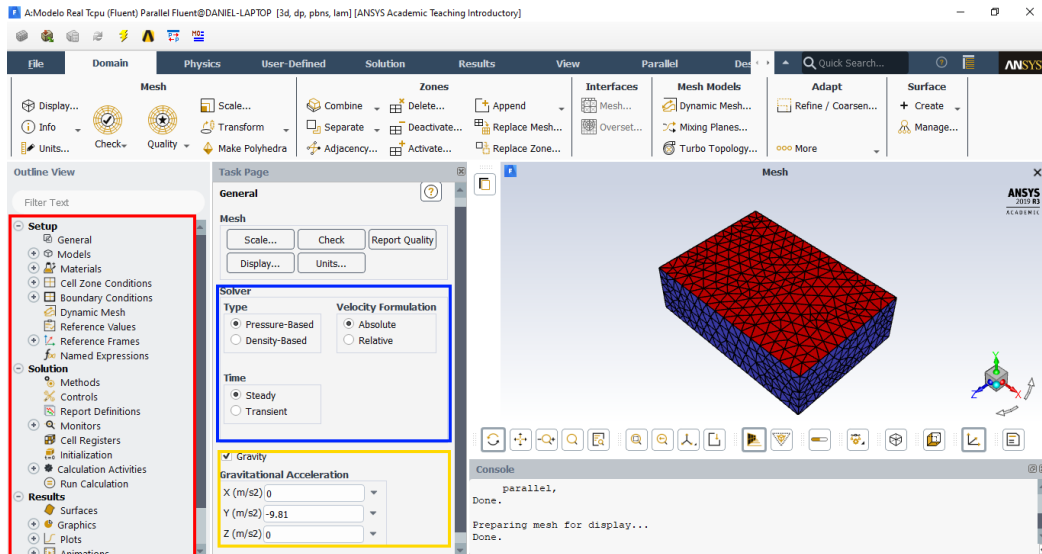 A:Modelo Real Tcpu (Fluent) Parallel Fluent@DANIEL-LAPTOP [3d, dp, pbns, lam] [ANSYS Academic Teaching Introductory]
File Domain Physics User-Defined Solution Results View Parallel Des Quick Search... ANSYS
Mesh Zones Interfaces Mesh Models Adapt Surface
Display... Scale... Combine Delete... Append Mesh... Dynamic Mesh... Refine / Coarsen... + Create
Info Transform Separate Deactivate... Replace Mesh... Overset... Mixing Planes... Manage...
Units... Check Quality Make Polyhedra Adjacency... Activate... Replace Zone... Turbo Topology... More
Outline View
Filter Text
Setup
General
Models
Materials
Cell Zone Conditions
Boundary Conditions
Dynamic Mesh
Reference Values
Reference Frames
fx Named Expressions
Solution
Methods
Controls
Report Definitions
Monitors
Cell Registers
Initialization
Calculation Activities
Run Calculation
Results
Surfaces
Graphics
Plots
Animations
Task Page
General
Mesh
Scale... Check Report Quality
Display... Units...
Solver
Type Velocity Formulation
Pressure-Based Absolute
Density-Based Relative
Time
Steady
Transient
Gravity
Gravitational Acceleration
X (m/s2) 0
Y (m/s2) -9.81
Z (m/s2) 0
Mesh
ANSYS
2019 R3
ACADEMIC
Y
Z X
Console
parallel,
Done.
Preparing mesh for display...
Done.